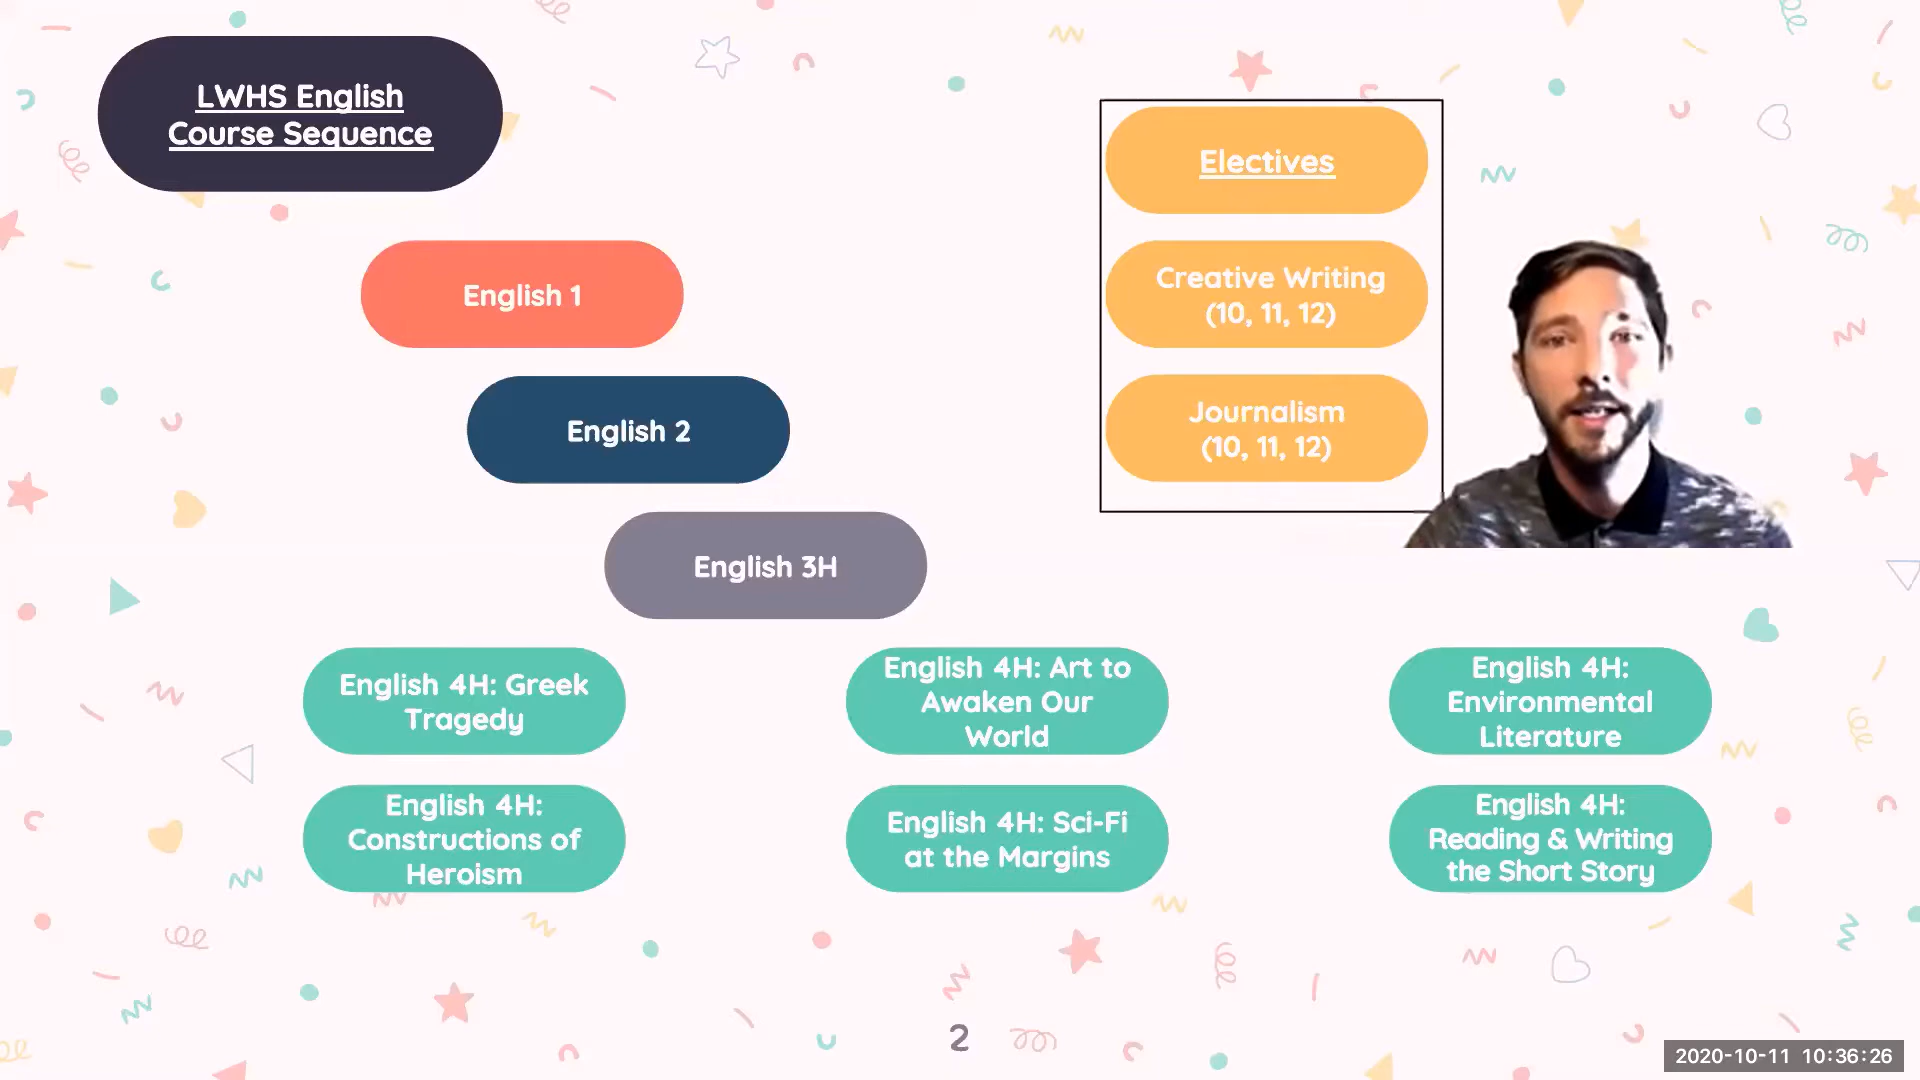 LWHS English
Course Sequence
Electives
Creative Writing
(10, 11, 12)
Journalism
(10, 11, 12)
English 1
English 2
English 3H
English 4H: Greek
Tragedy
English 4H: Art to
Awaken Our
World
English 4H:
Environmental
Literature
English 4H:
Constructions of
Heroism
English 4H: Sci-Fi
at the Margins
English 4H:
Reading & Writing
the Short Story
2
2020-10-11 10:36:26